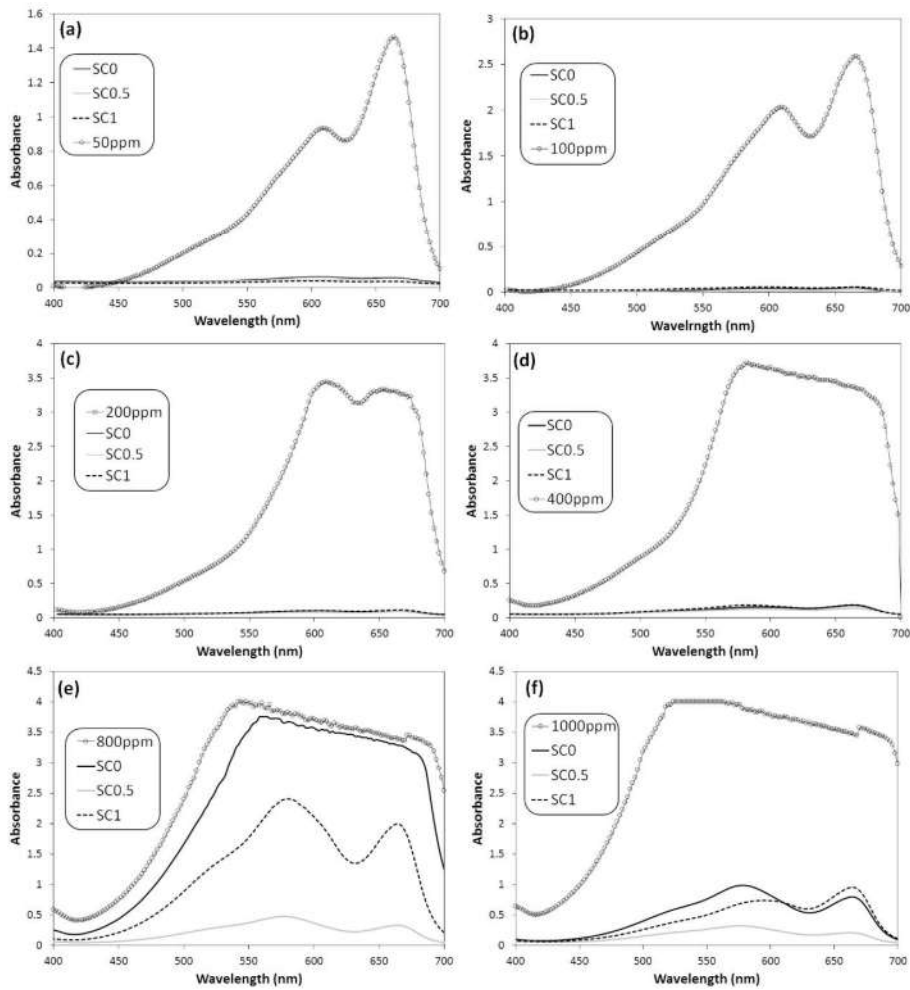 (a)
1.6
1.4
1.2
1
0.8
0.6
0.4
0.2
0
Absorbance
SC0
SC0.5
SC1
50ppm
400 450 500 550 600 650 700
Wavelength (nm)
(b)
3
2.5
2
1.5
1
0.5
0
Absorbance
SC0
SC0.5
SC1
100ppm
400 450 500 550 600 650 700
Wavelrngth (nm)
(c)
4
3.5
3
2.5
2
1.5
1
0.5
0
Absorbance
200ppm
SC0
SC0.5
SC1
400 450 500 550 600 650 700
Wavelength (nm)
(d)
4
3.5
3
2.5
2
1.5
1
0.5
0
Absorbance
SC0
SC0.5
SC1
400ppm
400 450 500 550 600 650 700
Wavelength (nm)
(e)
4.5
4
3.5
3
2.5
2
1.5
1
0.5
0
Absorbance
800ppm
SC0
SC0.5
SC1
400 450 500 550 600 650 700
Wavelength (nm)
(f)
4.5
4
3.5
3
2.5
2
1.5
1
0.5
0
Absorbance
1000ppm
SC0
SC0.5
SC1
400 450 500 550 600 650 700
Wavelength (nm)